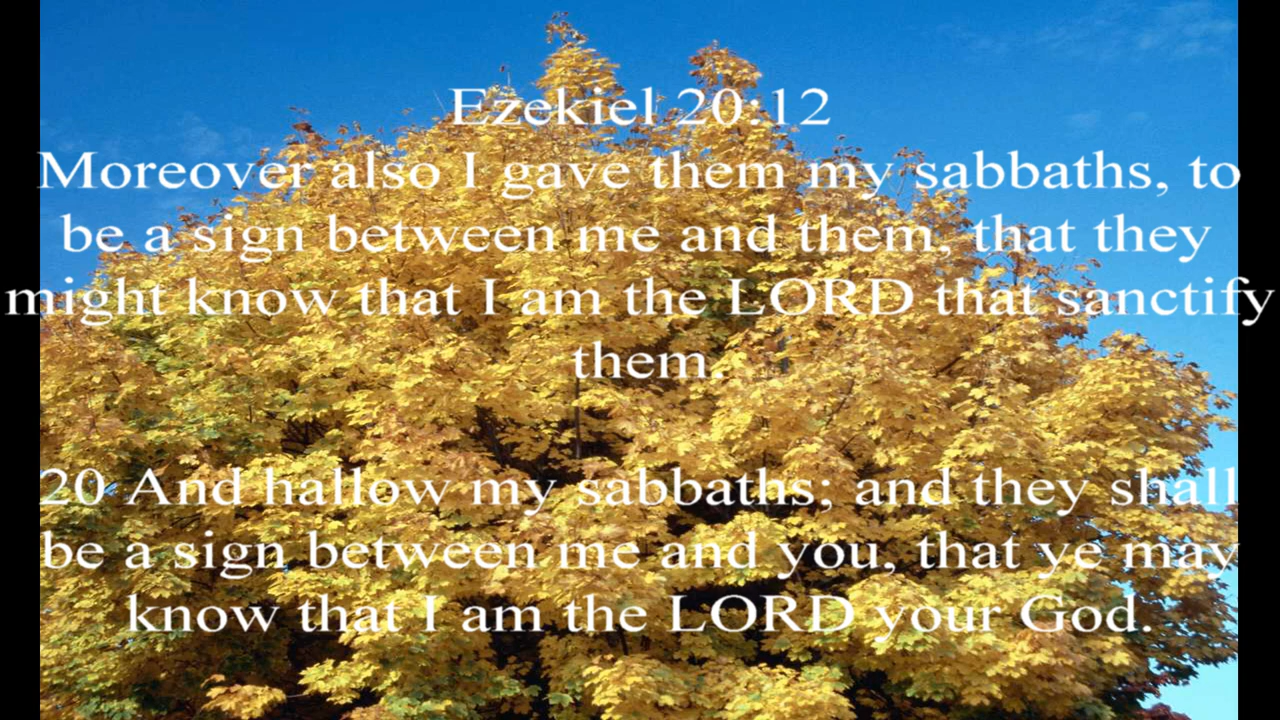 Ezekiel 20:12
Moreover also I gave them my sabbaths, to
be a sign between me and them, that they
might know that I am the LORD that sanctify
them.
20 And hallow my sabbaths; and they shall
be a sign between me and you, that ye may
know that I am the LORD your God.